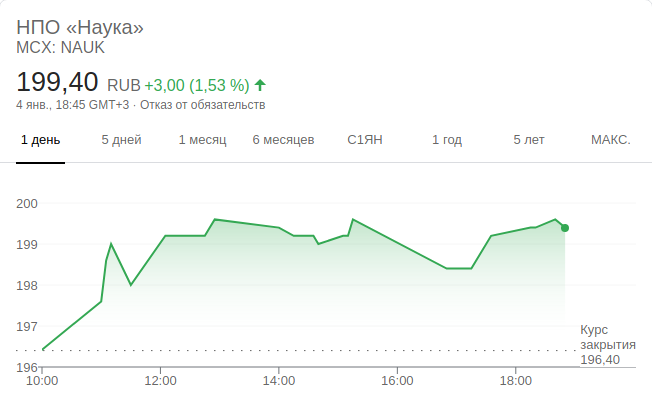 НПО «Наука»
MCX: NAUK
199,40 RUB +3,00 (1,53 %)
4 янв., 18:45 GMT+3 · Отказ от обязательств
1 день 5 дней 1 месяц 6 месяцев С1ЯН 1 год 5 лет МАКС.
200
199
198
197
196
Курс
закрытия
196,40
10:00 12:00 14:00 16:00 18:00